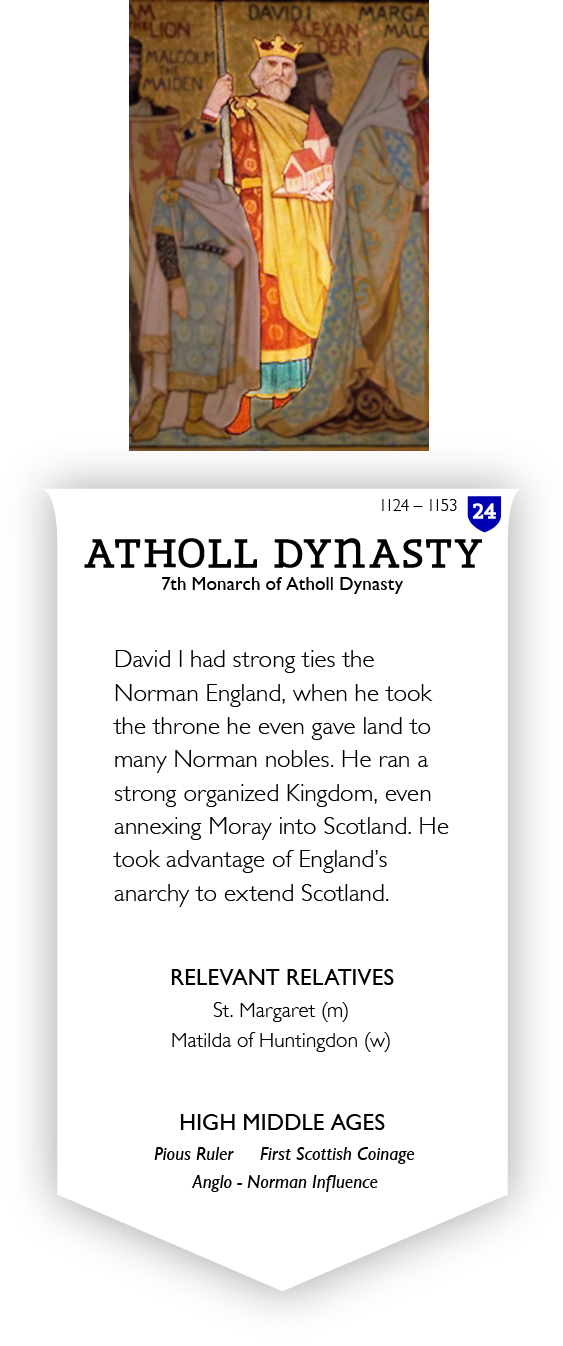 AM
THE LION
DAVID I
ALEXAN
DER I
MARGA
MALC
MALCOLM
THE
MAIDEN
1124 – 1153
24
ATHOLL DYNASTY
7th Monarch of Atholl Dynasty
David I had strong ties the
Norman England, when he took
the throne he even gave land to
many Norman nobles. He ran a
strong organized Kingdom, even
annexing Moray into Scotland. He
took advantage of England’s
anarchy to extend Scotland.
RELEVANT RELATIVES
St. Margaret (m)
Matilda of Huntingdon (w)
HIGH MIDDLE AGES
Pious Ruler First Scottish Coinage
Anglo - Norman Influence